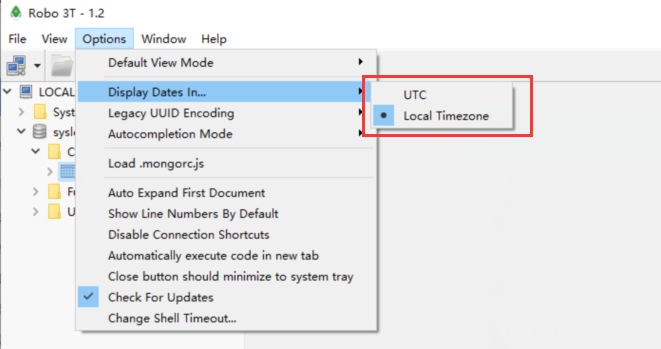 Robo 3T - 1.2
File View Options Window Help
Default View Mode
LOCAL
Display Dates In...
UTC
Syst
Legacy UUID Encoding
Local Timezone
syslo
Autocompletion Mode
C
Load .mongorc.js
F
Auto Expand First Document
U
Show Line Numbers By Default
Disable Connection Shortcuts
Automatically execute code in new tab
Close button should minimize to system tray
Check For Updates
Change Shell Timeout...